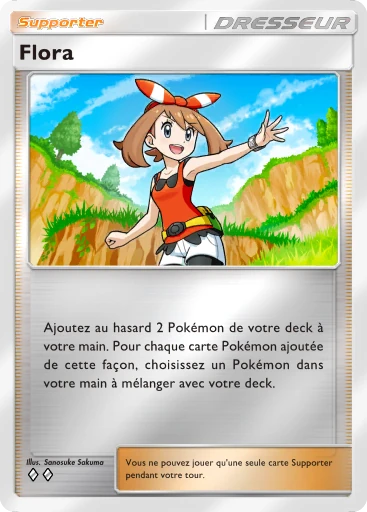 Supporter
DRESSEUR
Flora
Ajoutez au hasard 2 Pokémon de votre deck à
votre main. Pour chaque carte Pokémon ajoutée
de cette façon, choisissez un Pokémon dans
votre main à mélanger avec votre deck.
Illus. Sanosuke Sakuma
Vous ne pouvez jouer qu'une seule carte Supporter
pendant votre tour.